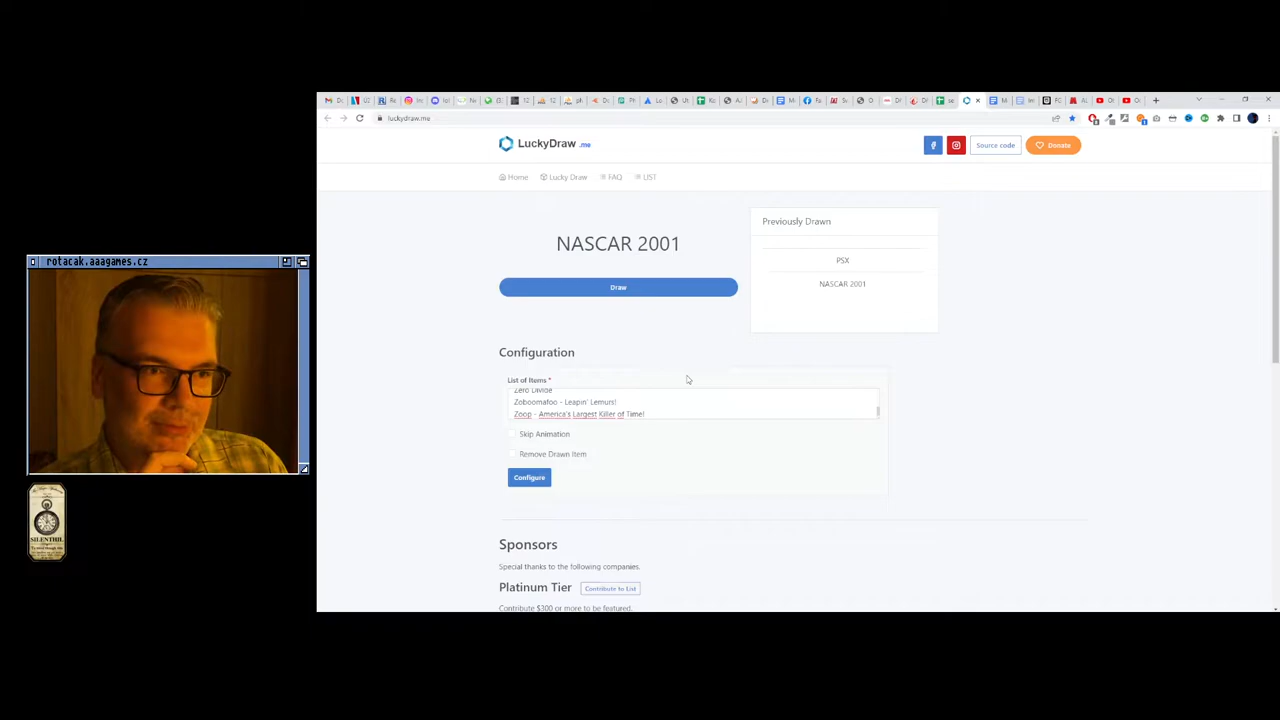 luckydraw.me
LuckyDraw .me
Source code
Donate
Home
Lucky Draw
FAQ
LIST
NASCAR 2001
Draw
Previously Drawn
PSX
NASCAR 2001
rotacak.aaagames.cz
Configuration
List of Items *
Zero Divide
Zoboomafoo - Leapin' Lemurs!
Zoop - America's Largest Killer of Time!
Skip Animation
Remove Drawn Item
Configure
SILENTHILL
Sponsors
Special thanks to the following companies.
Platinum Tier
Contribute to List
Contribute $300 or more to be featured.